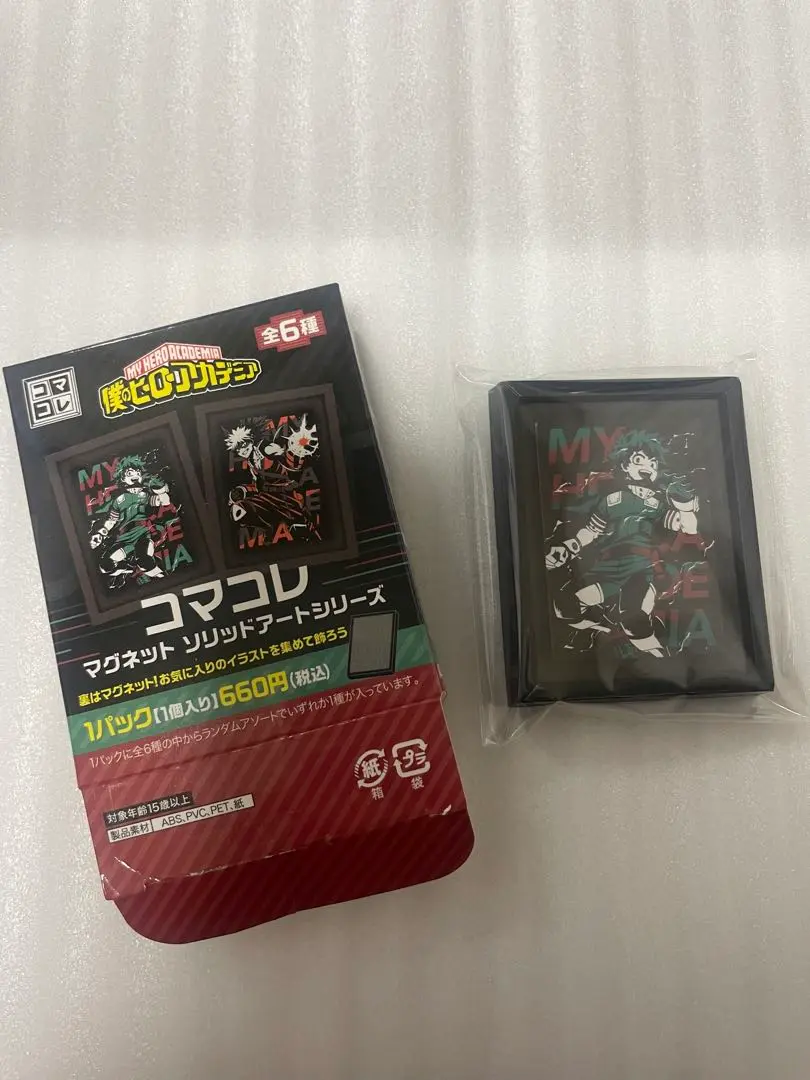 全6種
コマ
コレ
MY HERO ACADEMIA
僕のヒーローアカデミア
MY
コマコレ
マグネット ソリッドアートシリーズ
裏はマグネット!お気に入りのイラストを集めて飾ろう
1パック【1個入り】660円(税込)
1パックに全6種の中からランダムアソートでいずれか1種が入っています。
紙
箱
プラ
袋
対象年齢15歳以上
製品素材 ABS、PVC、PET、紙
MY